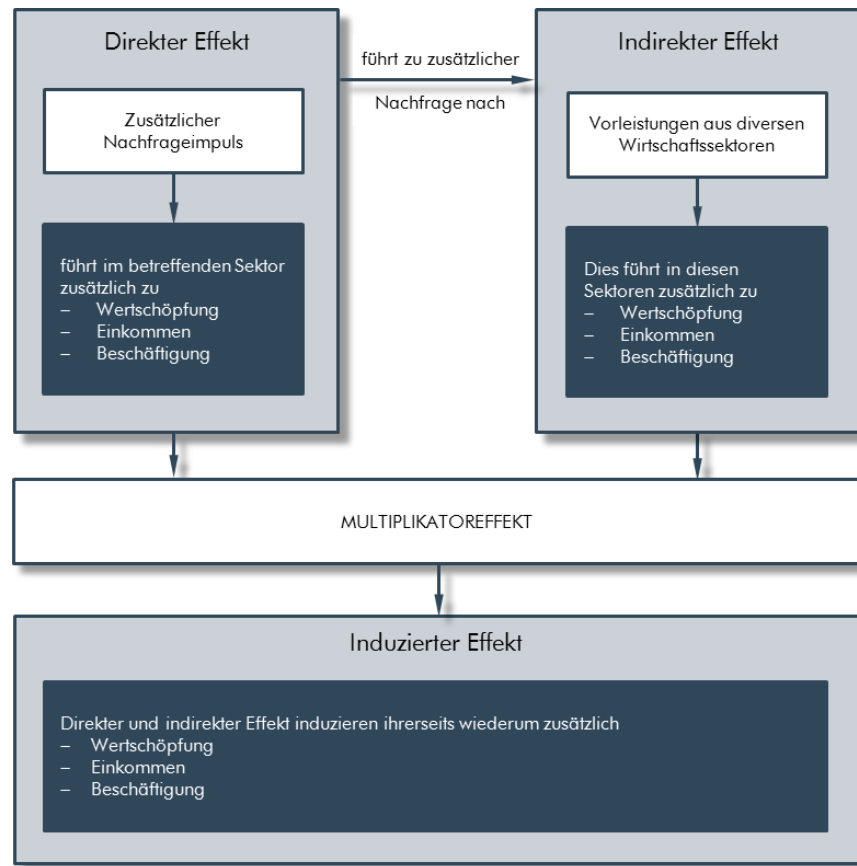 Direkter Effekt
Zusätzlicher
Nachfrageimpuls
führt im betreffenden Sektor
zusätzlich zu
– Wertschöpfung
– Einkommen
– Beschäftigung
führt zu zusätzlicher
Nachfrage nach
Indirekter Effekt
Vorleistungen aus diversen
Wirtschaftssektoren
Dies führt in diesen
Sektoren zusätzlich zu
– Wertschöpfung
– Einkommen
– Beschäftigung
MULTIPLIKATOREFFEKT
Induzierter Effekt
Direkter und indirekter Effekt induzieren ihrerseits wiederum zusätzlich
– Wertschöpfung
– Einkommen
– Beschäftigung